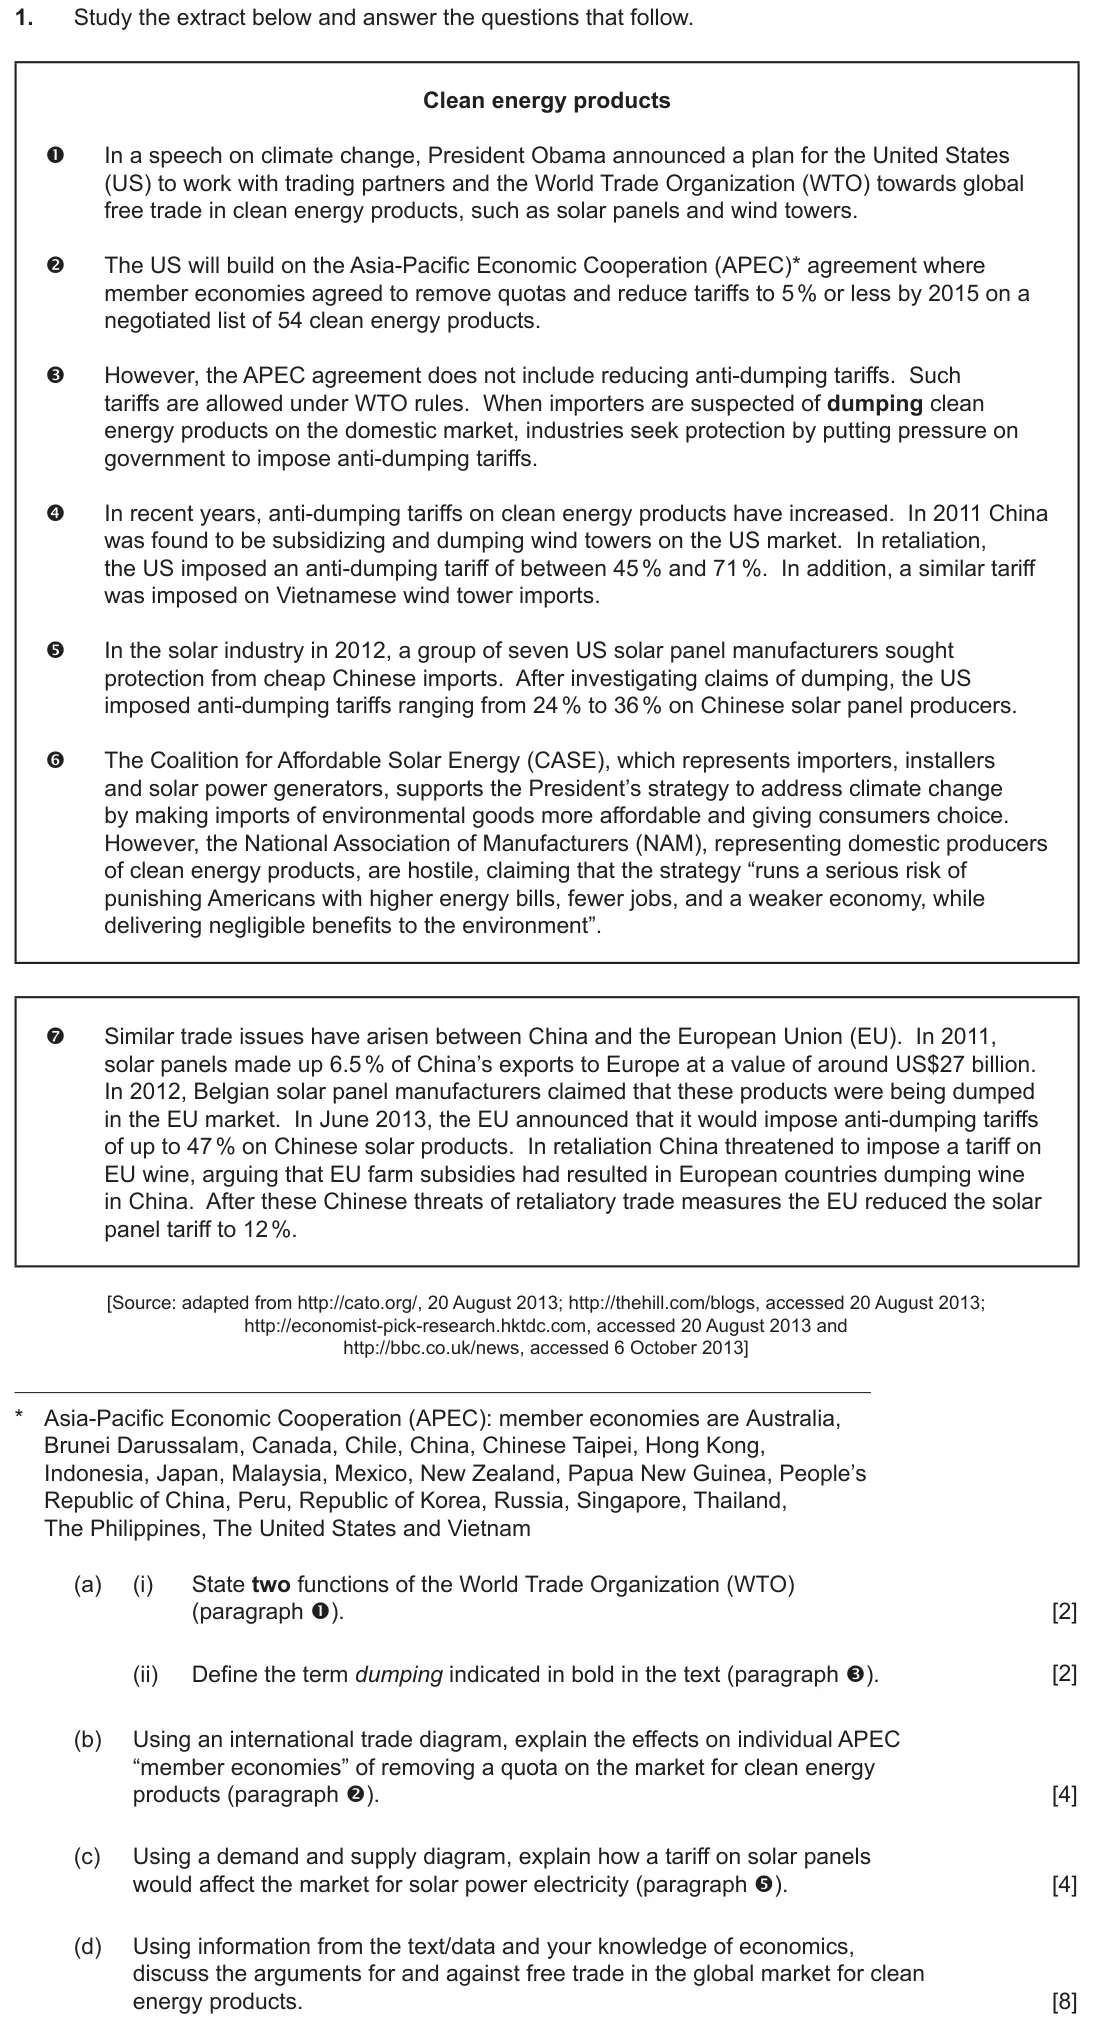 1. Study the extract below and answer the questions that follow.
Clean energy products
❶ In a speech on climate change, President Obama announced a plan for the United States
(US) to work with trading partners and the World Trade Organization (WTO) towards global
free trade in clean energy products, such as solar panels and wind towers.
❷ The US will build on the Asia-Pacific Economic Cooperation (APEC)* agreement where
member economies agreed to remove quotas and reduce tariffs to 5 % or less by 2015 on a
negotiated list of 54 clean energy products.
❸ However, the APEC agreement does not include reducing anti-dumping tariffs. Such
tariffs are allowed under WTO rules. When importers are suspected of dumping clean
energy products on the domestic market, industries seek protection by putting pressure on
government to impose anti-dumping tariffs.
❹ In recent years, anti-dumping tariffs on clean energy products have increased. In 2011 China
was found to be subsidizing and dumping wind towers on the US market. In retaliation,
the US imposed an anti-dumping tariff of between 45 % and 71 %. In addition, a similar tariff
was imposed on Vietnamese wind tower imports.
❺ In the solar industry in 2012, a group of seven US solar panel manufacturers sought
protection from cheap Chinese imports. After investigating claims of dumping, the US
imposed anti-dumping tariffs ranging from 24 % to 36 % on Chinese solar panel producers.
❻ The Coalition for Affordable Solar Energy (CASE), which represents importers, installers
and solar power generators, supports the President's strategy to address climate change
by making imports of environmental goods more affordable and giving consumers choice.
However, the National Association of Manufacturers (NAM), representing domestic producers
of clean energy products, are hostile, claiming that the strategy “runs a serious risk of
punishing Americans with higher energy bills, fewer jobs, and a weaker economy, while
delivering negligible benefits to the environment”.
❼ Similar trade issues have arisen between China and the European Union (EU). In 2011,
solar panels made up 6.5 % of China's exports to Europe at a value of around US$27 billion.
In 2012, Belgian solar panel manufacturers claimed that these products were being dumped
in the EU market. In June 2013, the EU announced that it would impose anti-dumping tariffs
of up to 47 % on Chinese solar products. In retaliation China threatened to impose a tariff on
EU wine, arguing that EU farm subsidies had resulted in European countries dumping wine
in China. After these Chinese threats of retaliatory trade measures the EU reduced the solar
panel tariff to 12 %.
[Source: adapted from http://cato.org/, 20 August 2013; http://thehill.com/blogs, accessed 20 August 2013;
http://economist-pick-research.hktdc.com, accessed 20 August 2013 and
http://bbc.co.uk/news, accessed 6 October 2013]
* Asia-Pacific Economic Cooperation (APEC): member economies are Australia,
Brunei Darussalam, Canada, Chile, China, Chinese Taipei, Hong Kong,
Indonesia, Japan, Malaysia, Mexico, New Zealand, Papua New Guinea, People's
Republic of China, Peru, Republic of Korea, Russia, Singapore, Thailand,
The Philippines, The United States and Vietnam
(a) (i) State two functions of the World Trade Organization (WTO)
(paragraph ❶). [2]
(ii) Define the term dumping indicated in bold in the text (paragraph ❸). [2]
(b) Using an international trade diagram, explain the effects on individual APEC
“member economies” of removing a quota on the market for clean energy
products (paragraph ❷). [4]
(c) Using a demand and supply diagram, explain how a tariff on solar panels
would affect the market for solar power electricity (paragraph ❺). [4]
(d) Using information from the text/data and your knowledge of economics,
discuss the arguments for and against free trade in the global market for clean
energy products. [8]